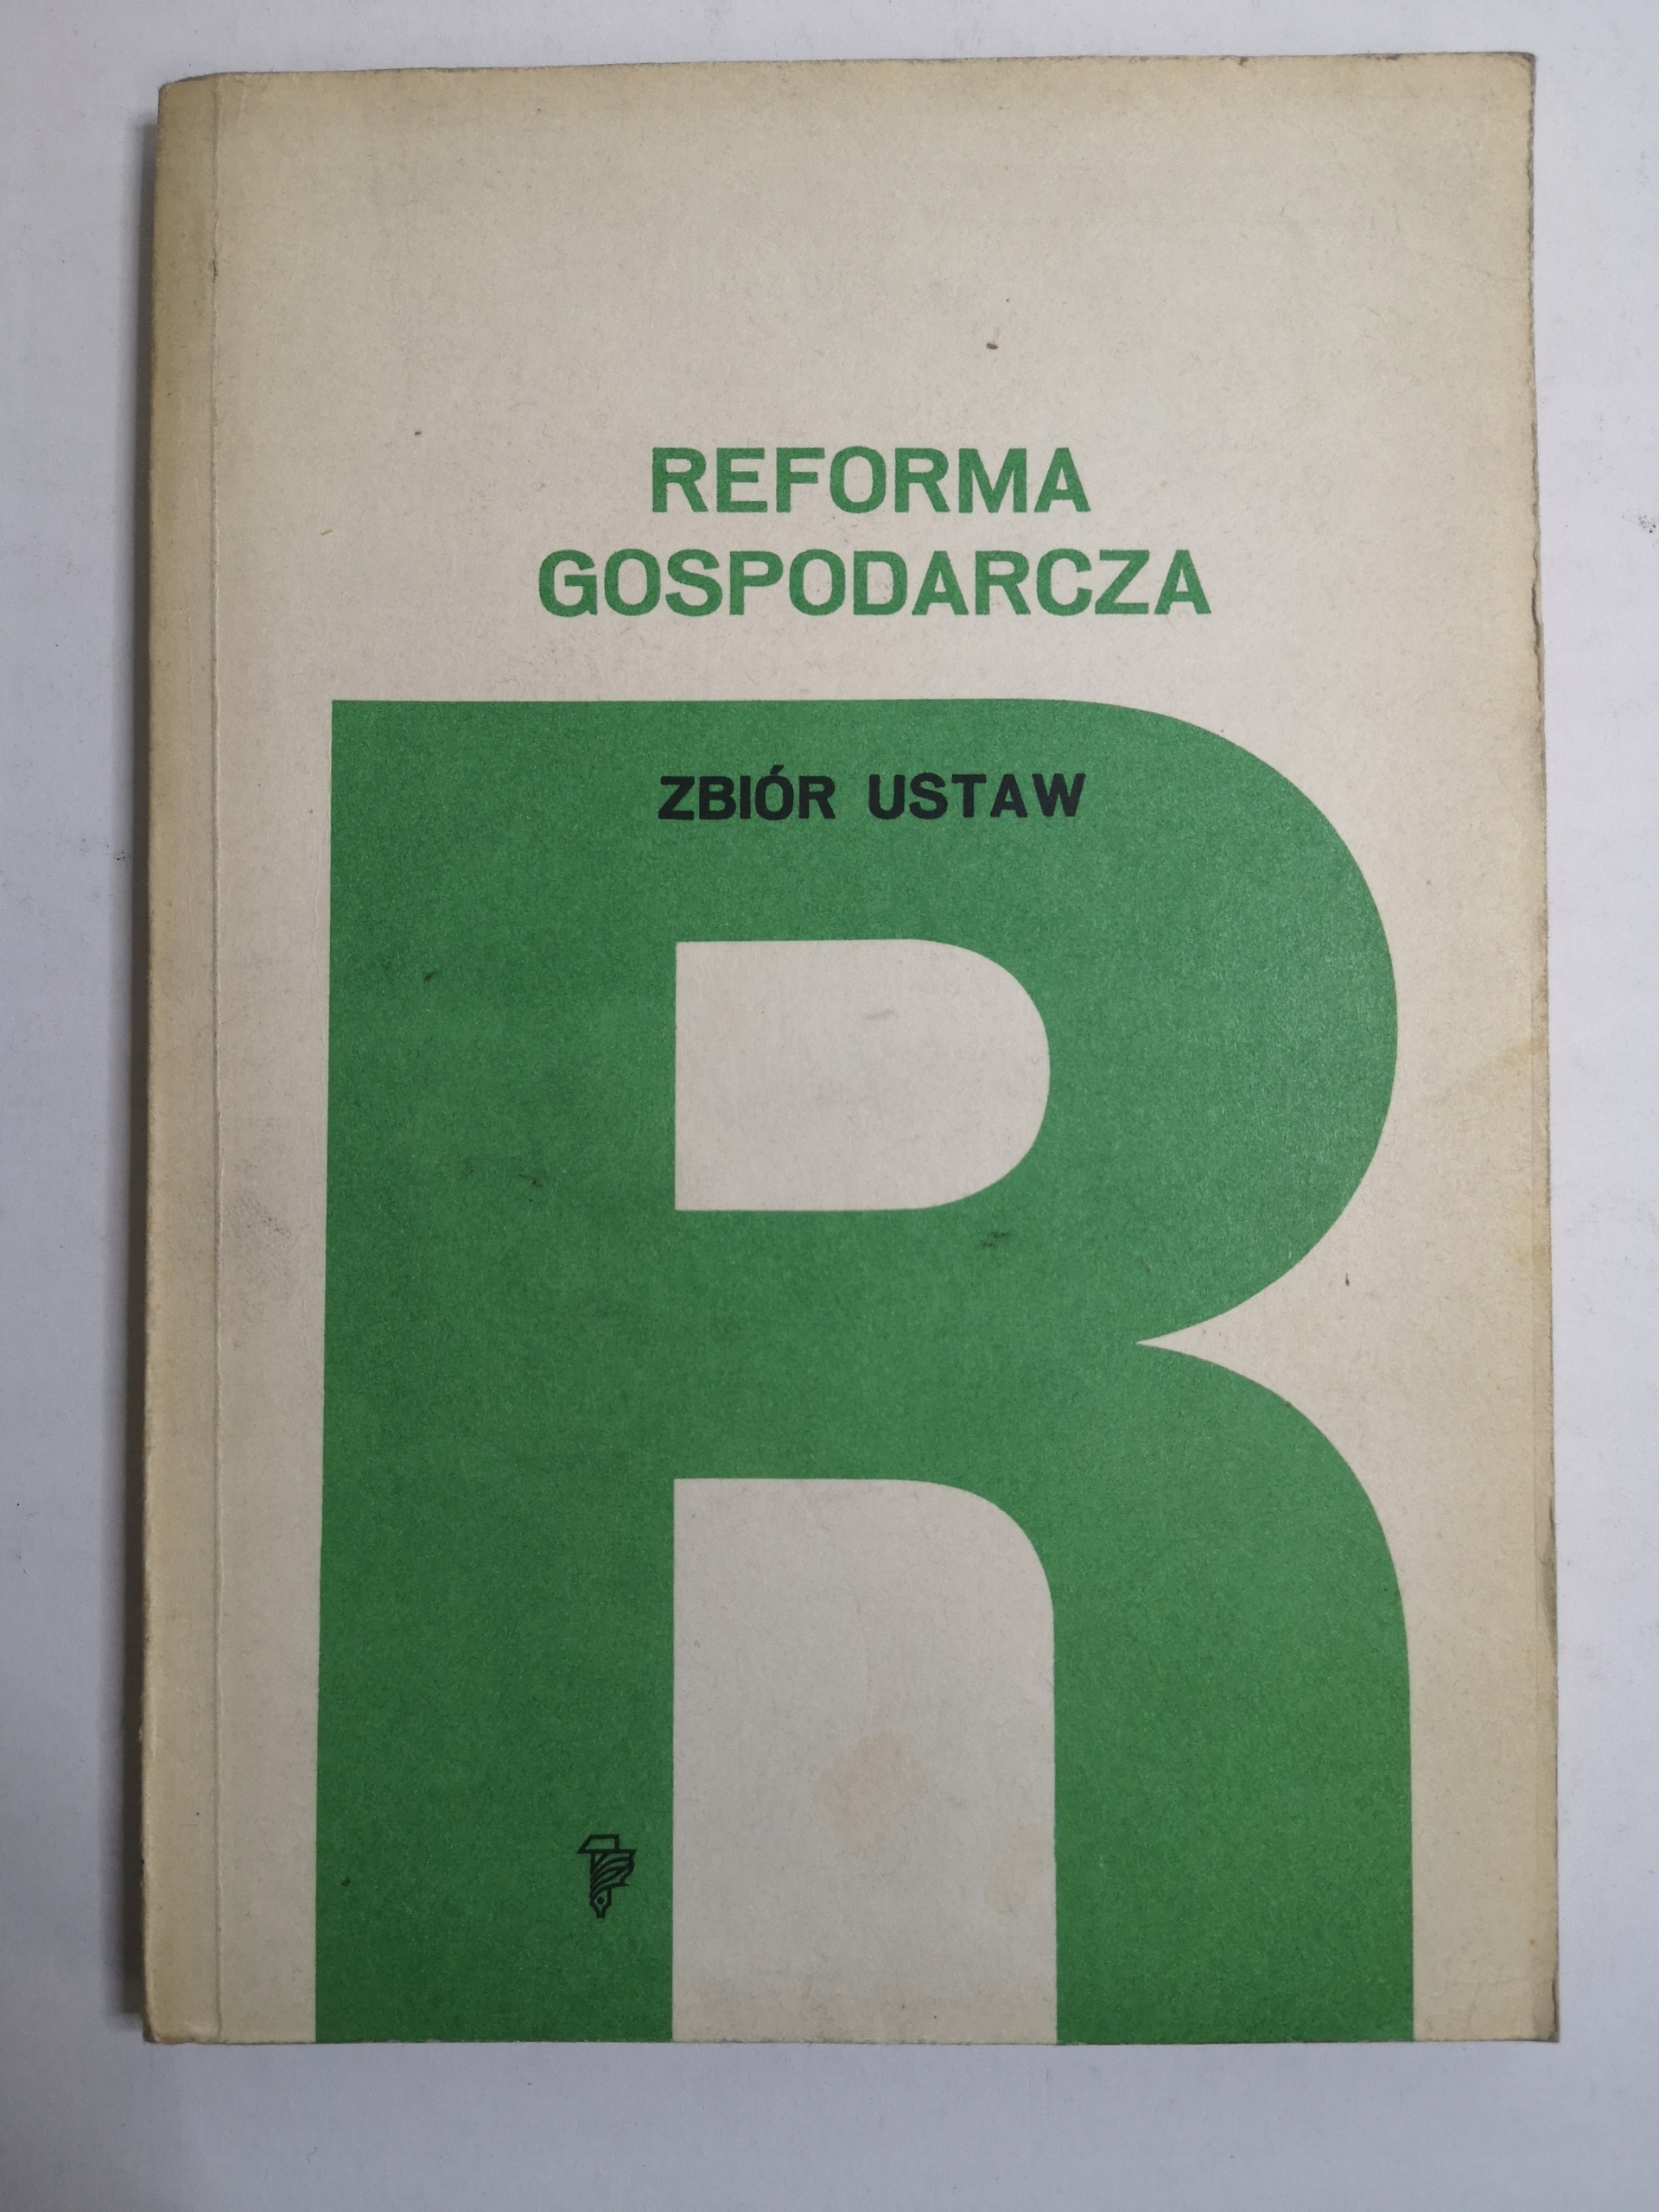 REFORMA
GOSPODARCZA
ZBIÓR USTAW
R